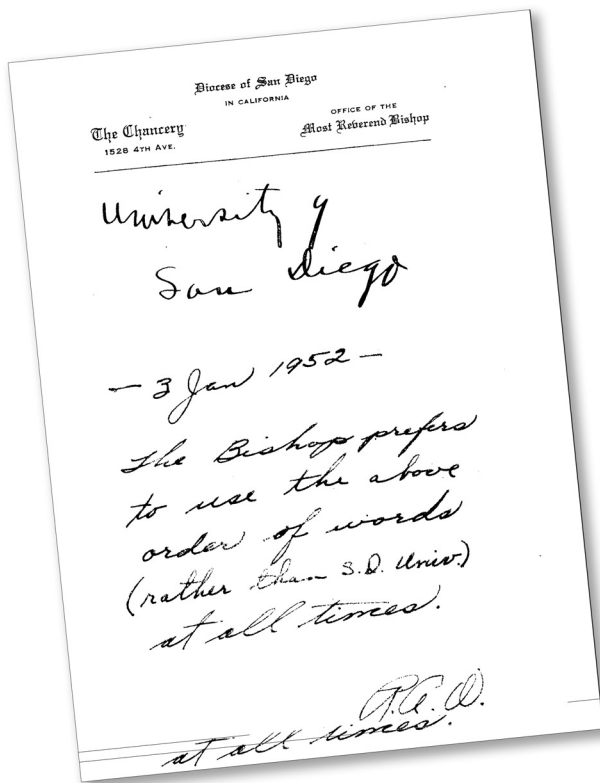 Diocese of San Diego
IN CALIFORNIA
The Chancery
1528 4TH AVE.
OFFICE OF THE
Most Reverend Bishop
University of
San Diego
— 3 Jan 1952 —
The Bishop prefers
to use the above
order of words
(rather than S.D. Univ.)
at all times.
R.A.O.
at all times.